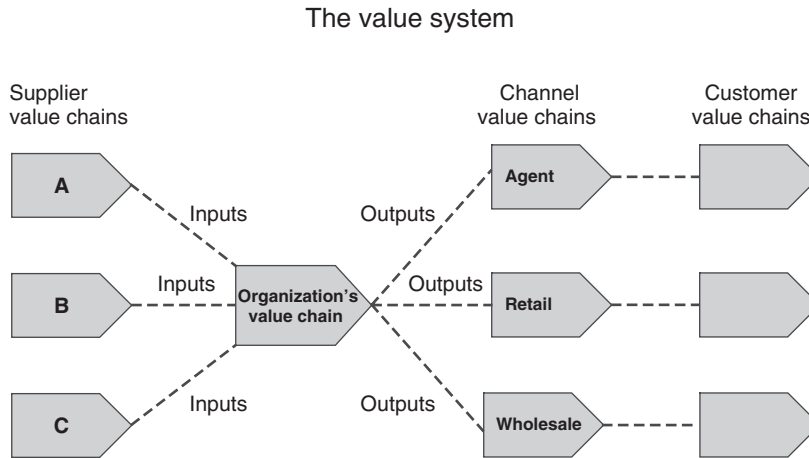 The value system
Supplier
value chains
Channel
value chains
Customer
value chains
A
Inputs
Outputs
Agent
B
Inputs
Organization's
value chain
Outputs
Retail
C
Inputs
Outputs
Wholesale